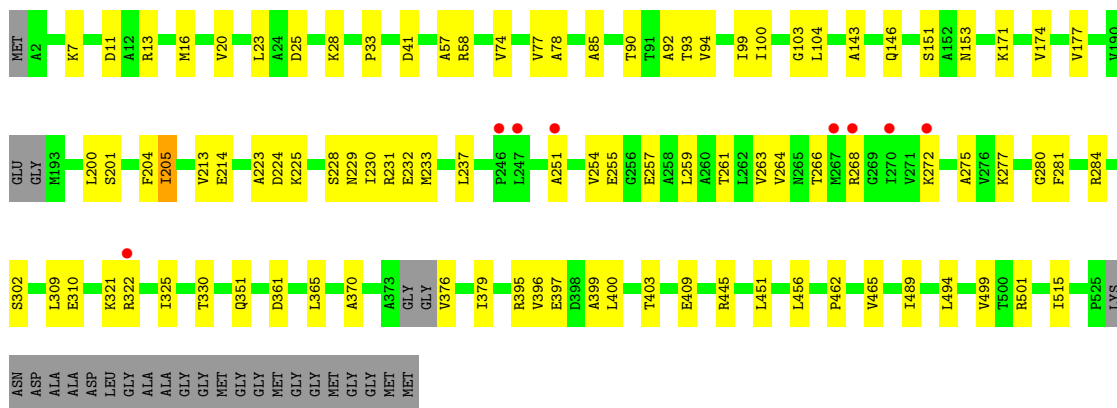 MET A2 K7 D11 A12 R13 M16 V20 L23 A24 D25 K28 P33 D41 A57 R58 V74 V77 A78 A85 T90 T91 A92 T93 V94 I99 I100 G103 L104 A143 Q146 S151 A152 N153 K171 V174 V177 V190
GLU GLY M193 L200 S201 F204 I205 V213 E214 A223 D224 K225 S228 N229 I230 R231 E232 M233 L237 P246 L247 A251 V254 E255 G256 E257 A258 L259 A260 T261 L262 V263 V264 N265 T266 M267 R268 G269 I270 V271 K272 A275 V276 K277 G280 F281 R284
S302 L309 E310 K321 R322 I325 T330 Q351 D361 L365 A370 A373 GLY GLY V376 I379 R395 V396 E397 D398 A399 L400 T403 E409 R445 L451 L456 P462 V465 I489 L494 V499 T500 R501 I515 P525 LYS
ASN ASP ALA ALA ASP LEU GLY ALA ALA GLY GLY MET GLY GLY MET GLY GLY MET MET